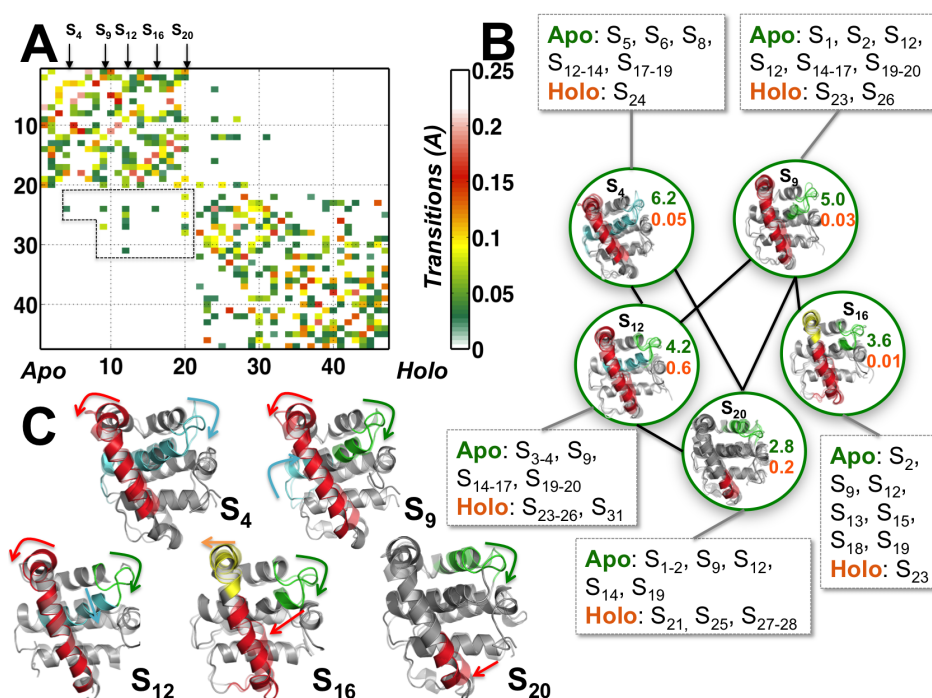 A
S4 S9 S12 S16 S20
10
20
30
40
10 20 30 40
Apo Holo
0.25
0.2
0.15
0.1
0.05
0
Transitions (A)
B
Apo: S5, S6, S8,
S12-14, S17-19
Holo: S24
Apo: S1, S2, S12,
S12, S14-17, S19-20
Holo: S23, S26
S4
6.2
0.05
S9
5.0
0.03
S12
4.2
0.6
S16
3.6
0.01
S20
2.8
0.2
Apo: S3-4, S9,
S14-17, S19-20
Holo: S23-26, S31
Apo: S1-2, S9, S12,
S14, S19
Holo: S21, S25, S27-28
Apo: S2,
S9, S12,
S13, S15,
S18, S19
Holo: S23
C
S4
S9
S12
S16
S20